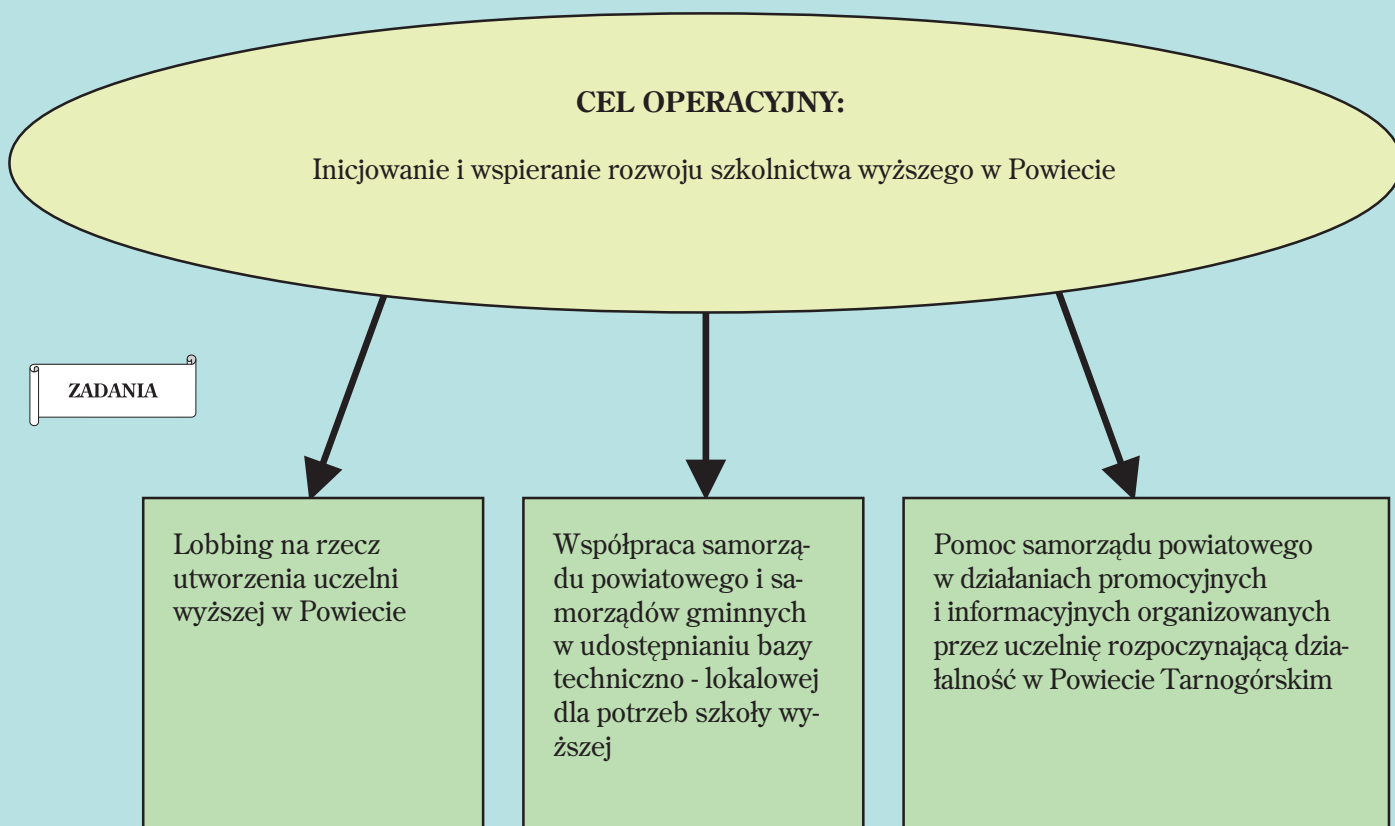 CEL OPERACYJNY:
Inicjowanie i wspieranie rozwoju szkolnictwa wyższego w Powiecie
ZADANIA
Lobbing na rzecz
utworzenia uczelni
wyższej w Powiecie
Współpraca samorzą-
du powiatowego i sa-
morządów gminnych
w udostępnianiu bazy
techniczno - lokalowej
dla potrzeb szkoły wy-
ższej
Pomoc samorządu powiatowego
w działaniach promocyjnych
i informacyjnych organizowanych
przez uczelnię rozpoczynającą dzia-
łalność w Powiecie Tarnogórskim